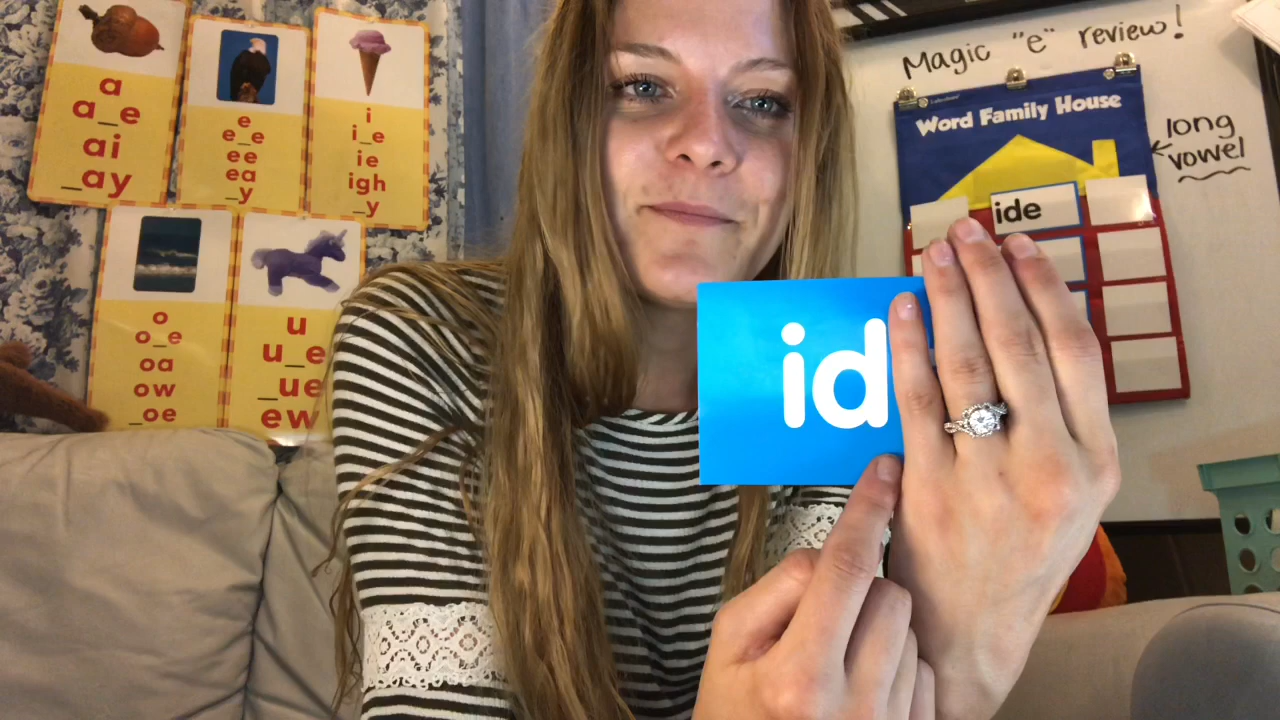 a
a_e
ai
_ay
e
e_e
ee
ea
_y
i
i_e
ie
igh
_y
o
o_e
oa
ow
_oe
u
u_e
_ue
ew
Magic "e" review!
Word Family House
long
vowel
ide
id